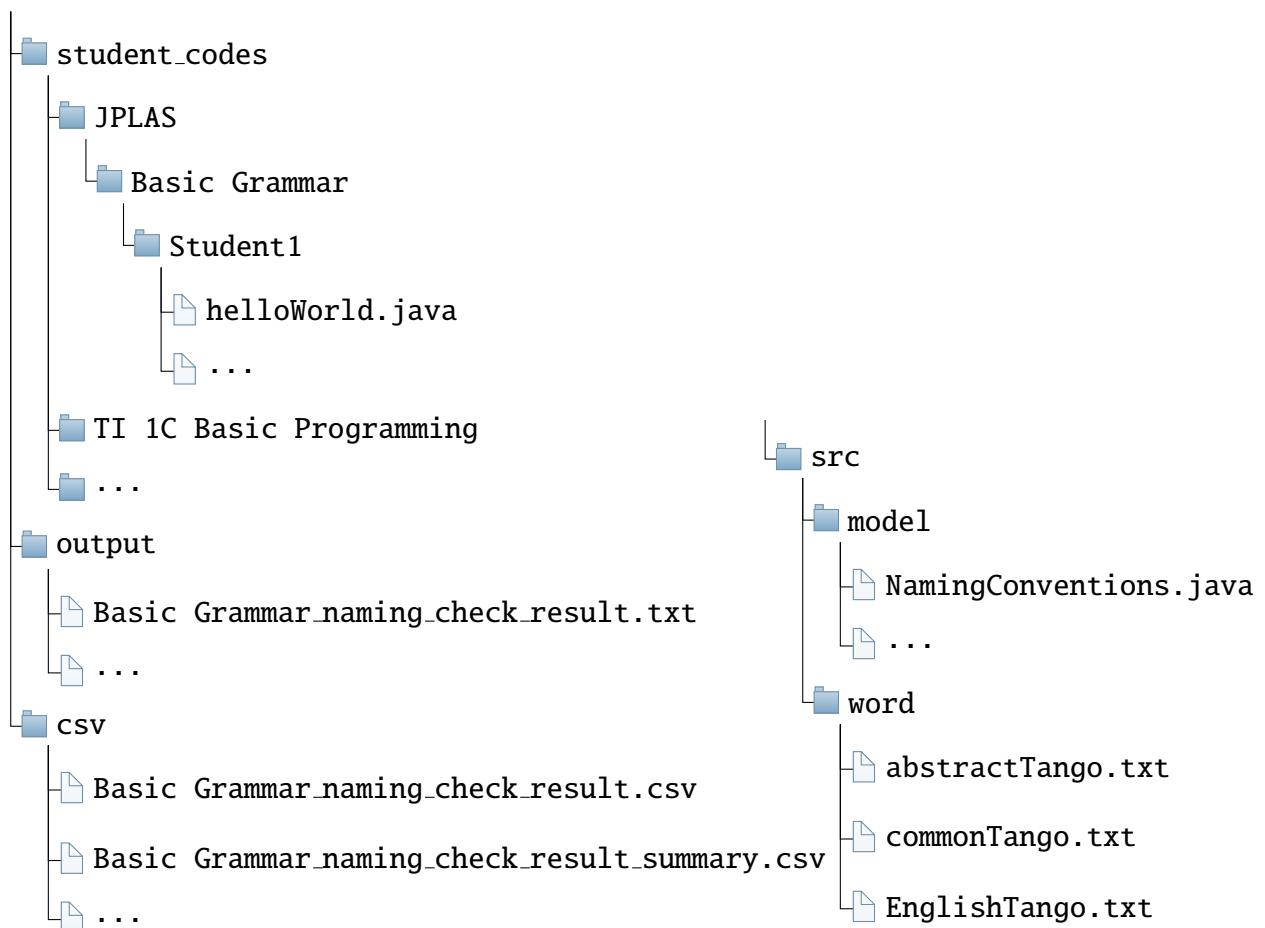 student_codes
JPLAS
Basic Grammar
Student1
helloWorld.java
...
TI 1C Basic Programming
...
output
Basic Grammar_naming_check_result.txt
...
csv
Basic Grammar_naming_check_result.csv
Basic Grammar_naming_check_result_summary.csv
...
src
model
NamingConventions.java
...
word
abstractTango.txt
commonTango.txt
EnglishTango.txt